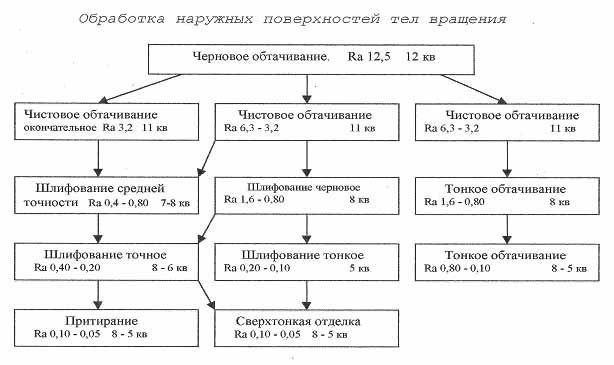 Обработка наружных поверхностей тел вращения
Черновое обтачивание. Ra 12,5 12 кв
Чистовое обтачивание
окончательное Ra 3,2 11 кв
Чистовое обтачивание
Ra 6,3 - 3,2 11 кв
Чистовое обтачивание
Ra 6,3 - 3,2 11 кв
Шлифование средней
точности Ra 0,4 - 0,80 7-8 кв
Шлифование черновое
Ra 1,6 - 0,80 8 кв
Тонкое обтачивание
Ra 1,6 - 0,80 8 кв
Шлифование точное
Ra 0,40 - 0,20 8 - 6 кв
Шлифование тонкое
Ra 0,20 - 0,10 5 кв
Тонкое обтачивание
Ra 0,80 - 0,10 8 - 5 кв
Притирание
Ra 0,10 - 0,05 8 - 5 кв
Сверхтонкая отделка
Ra 0,10 - 0,05 8 - 5 кв